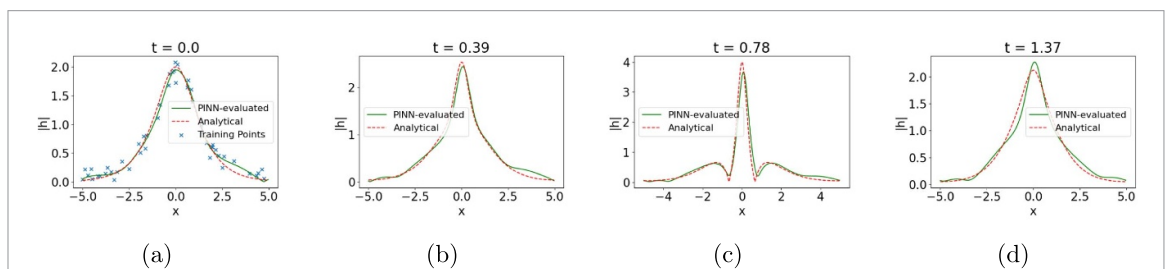 t = 0.0
2.0
1.5
1.0
0.5
0.0
|h|
PINN-evaluated
Analytical
Training Points
−5.0 −2.5 0.0 2.5 5.0
x
(a)
t = 0.39
2
1
0
|h|
PINN-evaluated
Analytical
−5.0 −2.5 0.0 2.5 5.0
x
(b)
t = 0.78
4
3
2
1
0
|h|
PINN-evaluated
Analytical
−4 −2 0 2 4
x
(c)
t = 1.37
2.0
1.5
1.0
0.5
0.0
|h|
PINN-evaluated
Analytical
−5.0 −2.5 0.0 2.5 5.0
x
(d)